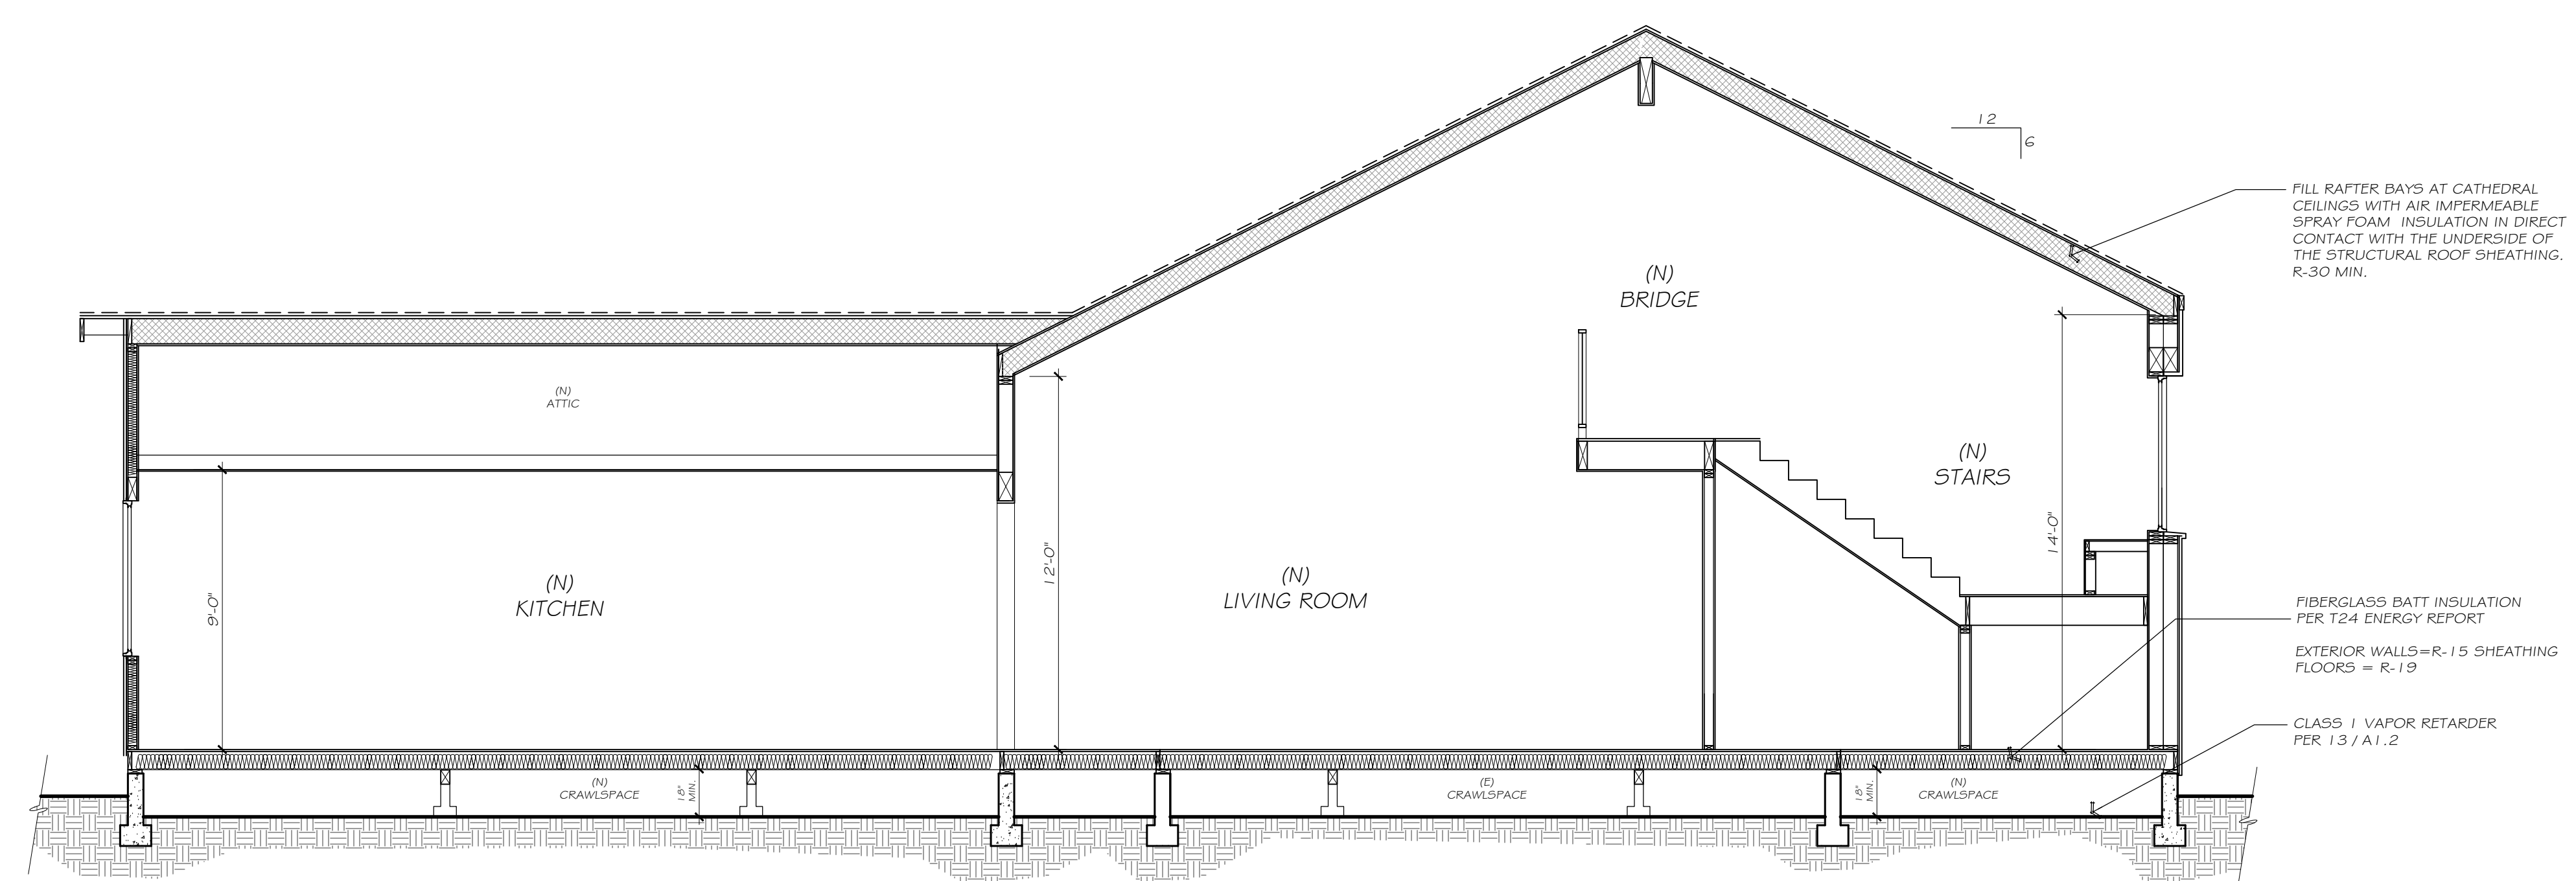 12
6
FILL RAFTER BAYS AT CATHEDRAL
CEILINGS WITH AIR IMPERMEABLE
SPRAY FOAM INSULATION IN DIRECT
CONTACT WITH THE UNDERSIDE OF
THE STRUCTURAL ROOF SHEATHING.
R-30 MIN.
(N)
BRIDGE
(N)
ATTIC
(N)
STAIRS
14'-0"
12'-0"
9'-0"
(N)
KITCHEN
(N)
LIVING ROOM
FIBERGLASS BATT INSULATION
PER T24 ENERGY REPORT
EXTERIOR WALLS=R-15 SHEATHING
FLOORS = R-19
CLASS 1 VAPOR RETARDER
PER 13 / A1.2
(N)
CRAWLSPACE
18"
MIN.
(E)
CRAWLSPACE
18"
MIN.
(N)
CRAWLSPACE